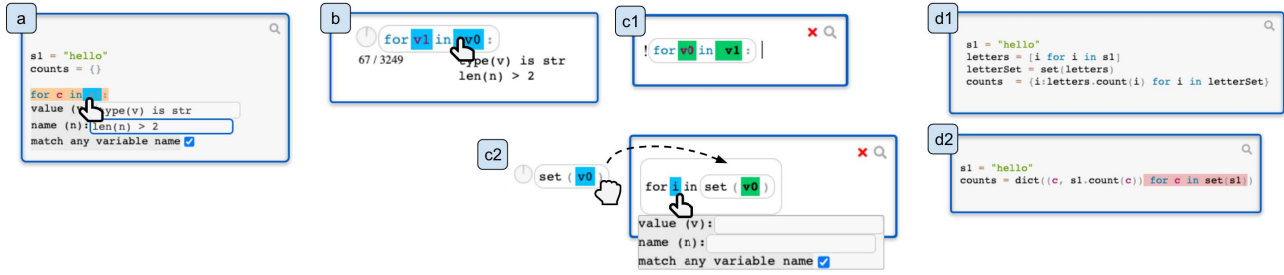 a
s1 = "hello"
counts = {}
for c in :
value (v type(v) is str
name (n): len(n) > 2
match any variable name
b
for v1 in v0 :
67 / 3249
type(v) is str
len(n) > 2
c1
! for v0 in v1 :
c2
set ( v0 )
for i in set ( v0 )
value (v):
name (n):
match any variable name
d1
s1 = "hello"
letters = [i for i in s1]
letterSet = set(letters)
counts = {i:letters.count(i) for i in letterSet}
d2
s1 = "hello"
counts = dict((c, s1.count(c)) for c in set(s1))